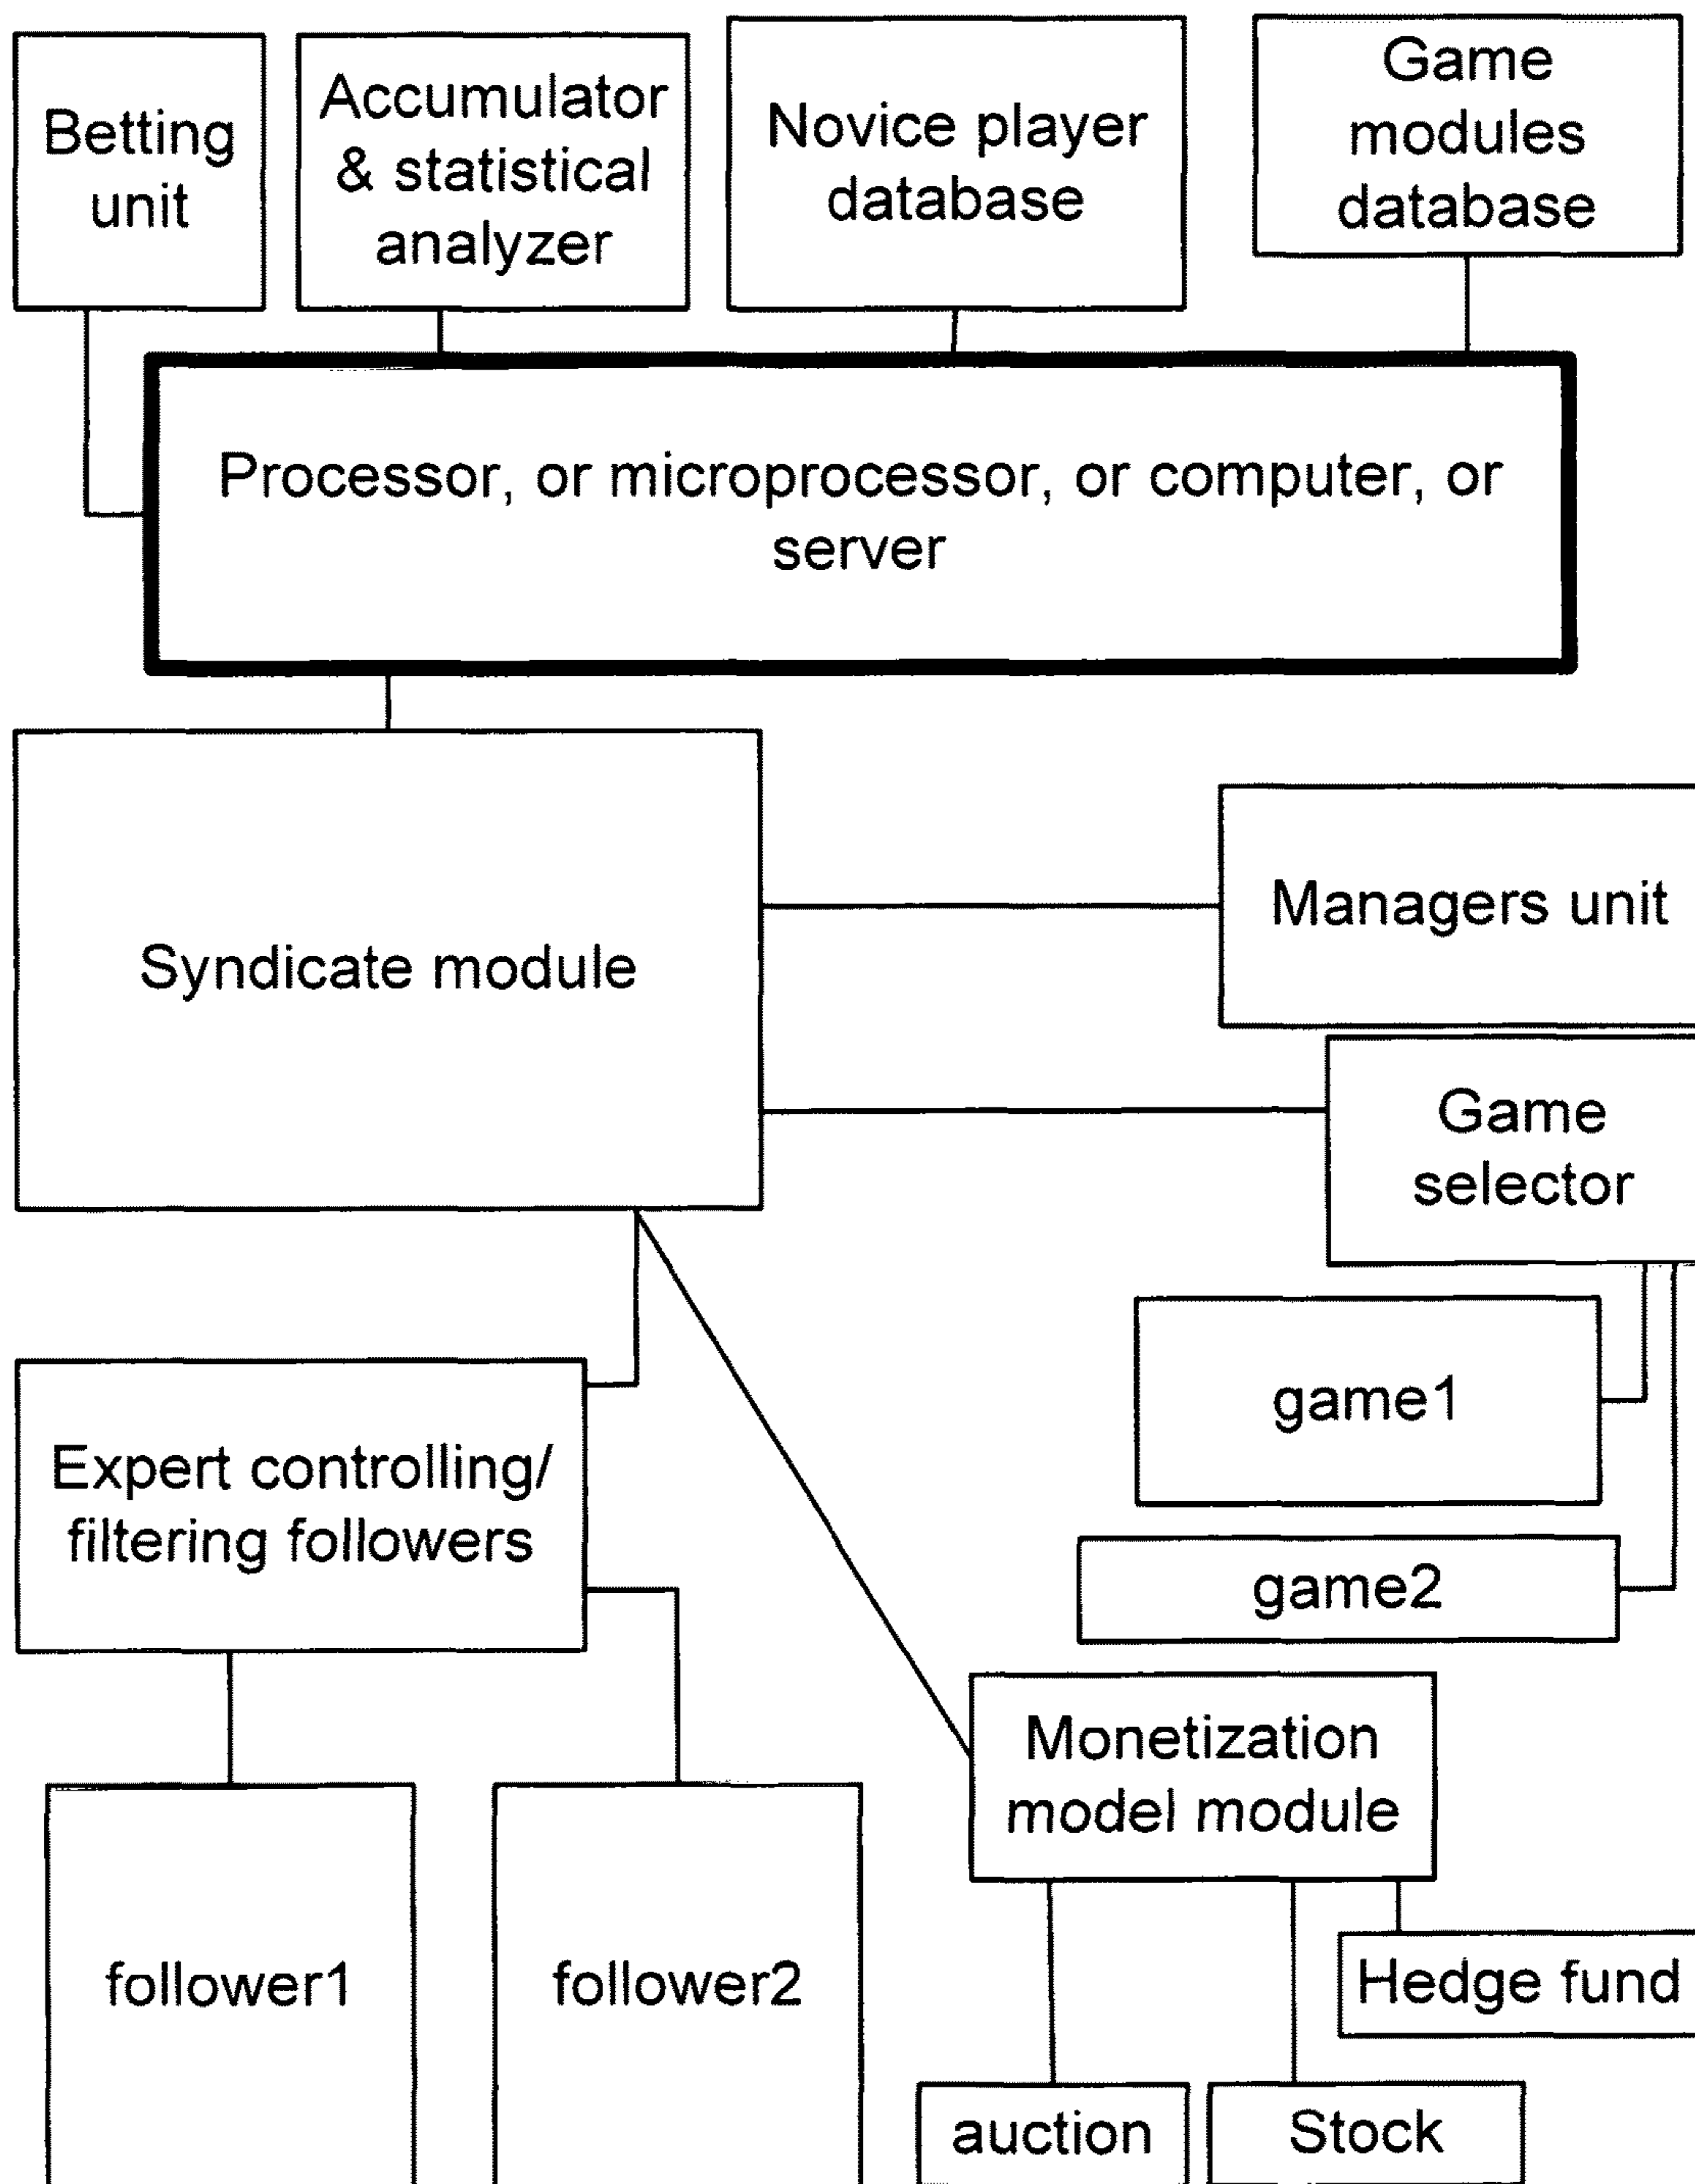 Betting
unit
Accumulator
& statistical
analyzer
Novice player
database
Game
modules
database
Processor, or microprocessor, or computer, or
server
Syndicate module
Managers unit
Game
selector
game1
game2
Expert controlling/
filtering followers
Monetization
model module
follower1
follower2
Hedge fund
auction
Stock